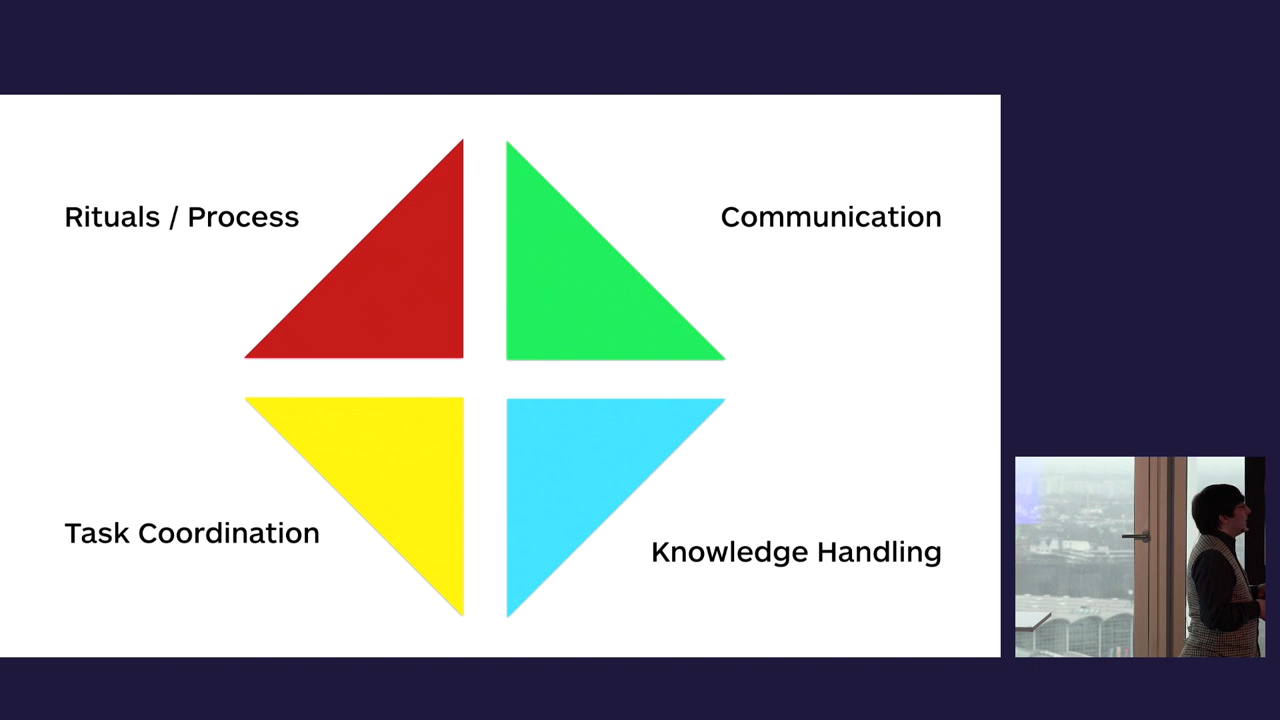 Rituals / Process
Communication
Task Coordination
Knowledge Handling